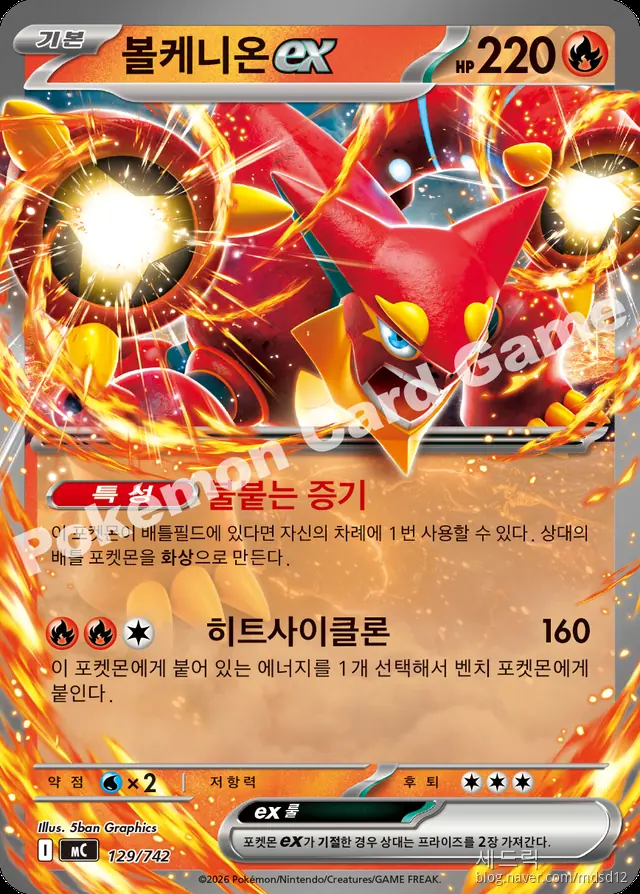 기본 볼케니온 ex HP 220
특성 불붙는 증기
이 포켓몬이 배틀필드에 있다면 자신의 차례에 1번 사용할 수 있다. 상대의
배틀 포켓몬을 화상으로 만든다.
히트사이클론 160
이 포켓몬에게 붙어 있는 에너지를 1개 선택해서 벤치 포켓몬에게
붙인다.
약점 ×2 저항력 후퇴
ex 룰
포켓몬 ex가 기절한 경우 상대는 프라이즈를 2장 가져간다.
Illus. 5ban Graphics
I MC 129/742
©2026 Pokémon/Nintendo/Creatures/GAME FREAK.
Pokémon Card Game
세드릭
blog.naver.com/mdsd12